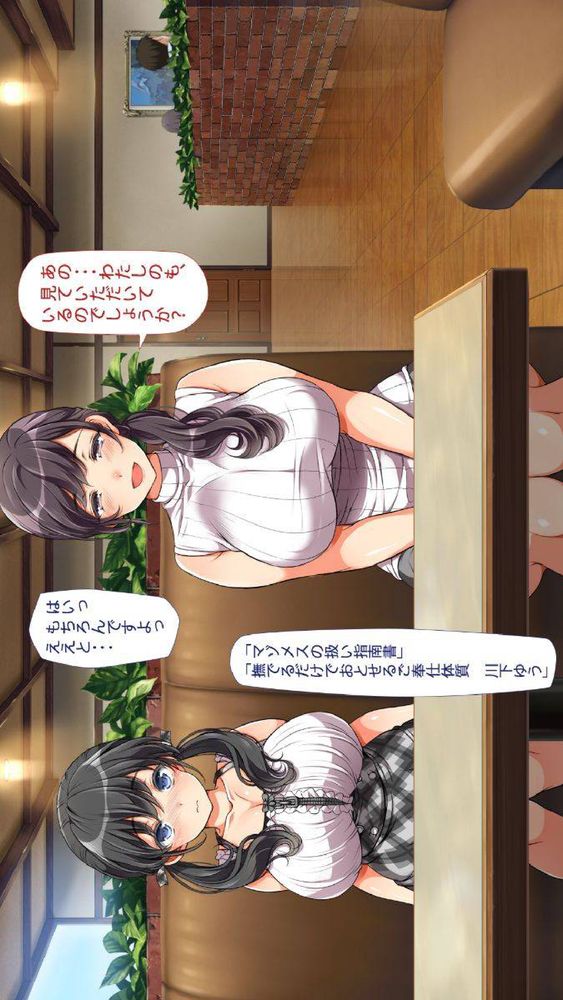 あの・・・わたしのも、
見ていただいて
いるのでしょうか？
はいっ
もちろんですよっ
ええと・・・
「マゾメスの扱い指南書」
「撫でるだけでおとせるご奉仕体質　川下ゆう」